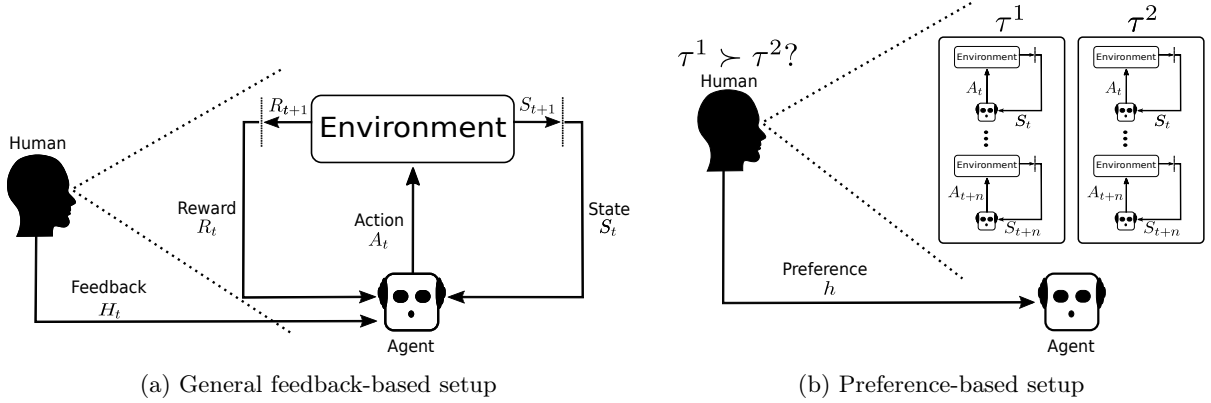 Human
R_{t+1}
Environment
S_{t+1}
Reward
R_t
Action
A_t
State
S_t
Feedback
H_t
Agent
(a) General feedback-based setup
τ^1 ≻ τ^2?
Human
τ^1
Environment
A_t
S_t
Environment
A_{t+n}
S_{t+n}
τ^2
Environment
A_t
S_t
Environment
A_{t+n}
S_{t+n}
Preference
h
Agent
(b) Preference-based setup